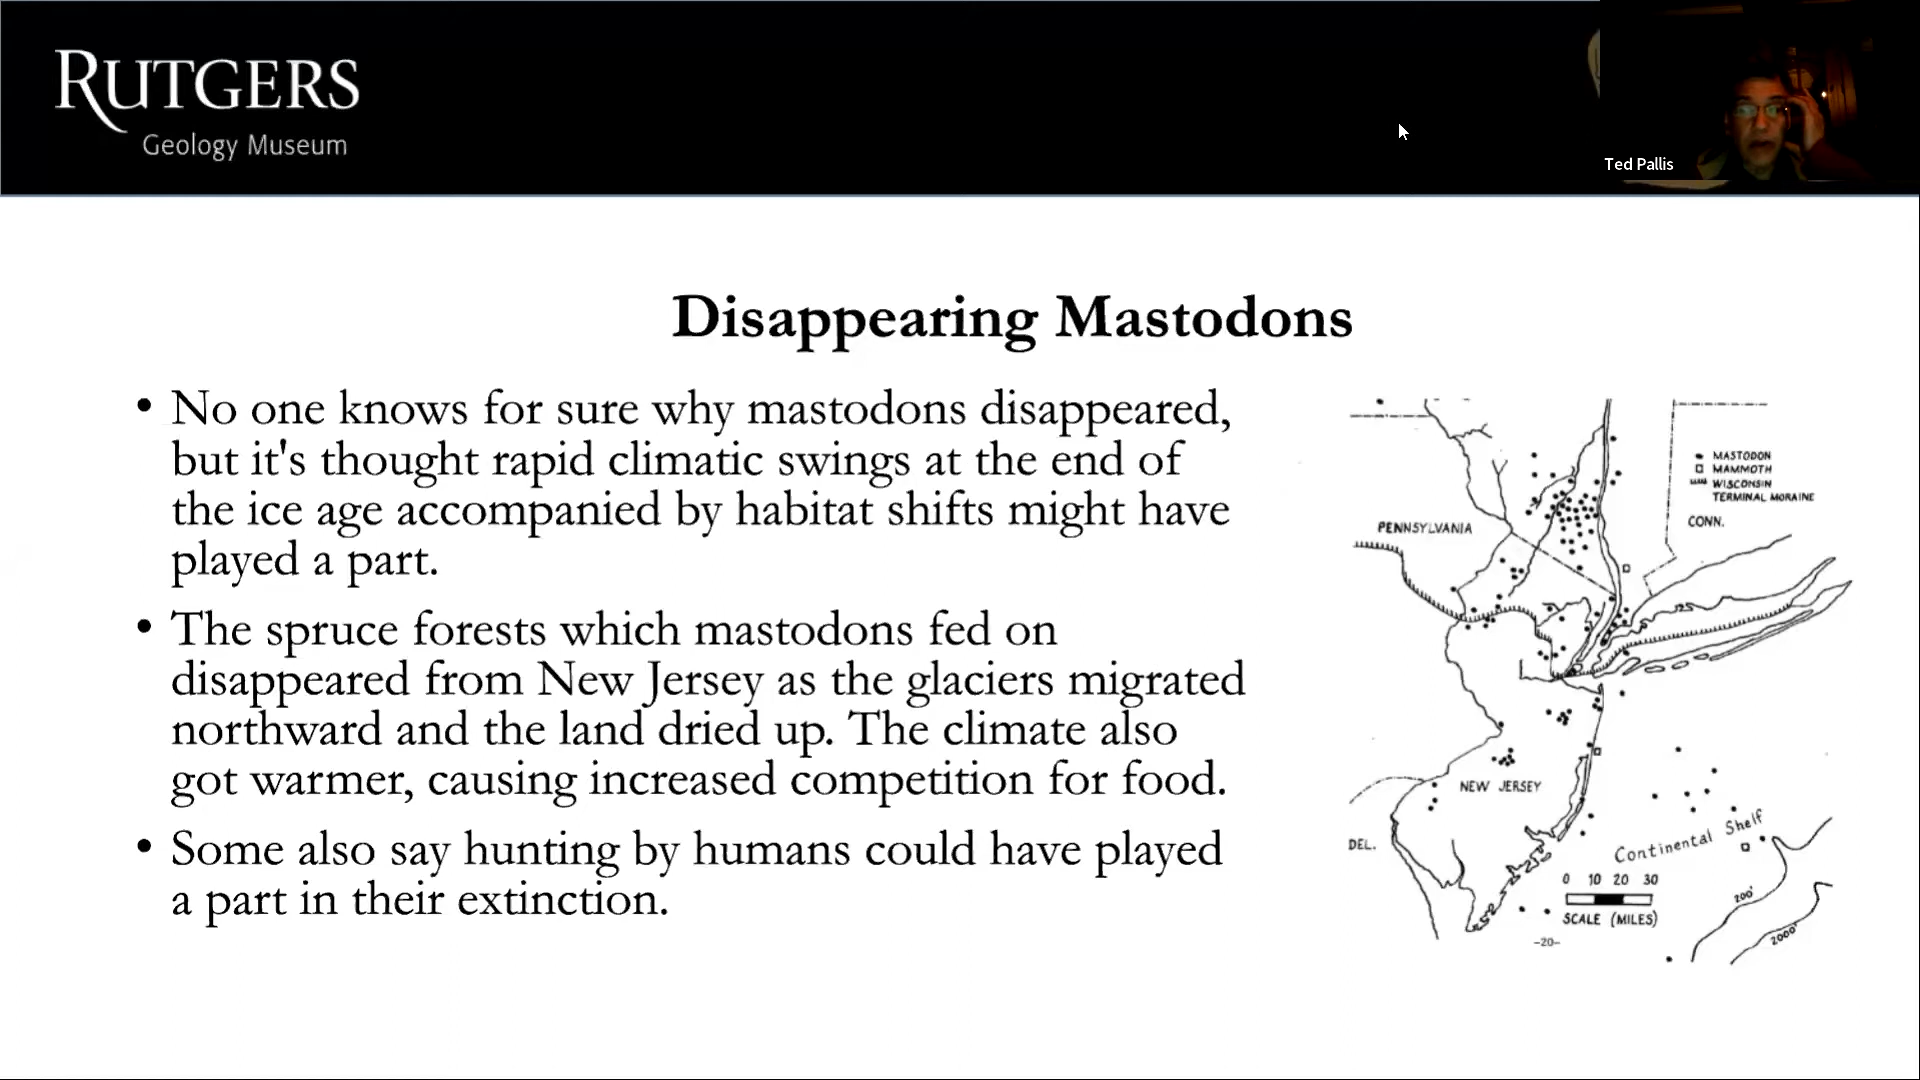 RUTGERS
Geology Museum
Ted Pallis
Disappearing Mastodons
• No one knows for sure why mastodons disappeared,
but it's thought rapid climatic swings at the end of
the ice age accompanied by habitat shifts might have
played a part.
• The spruce forests which mastodons fed on
disappeared from New Jersey as the glaciers migrated
northward and the land dried up. The climate also
got warmer, causing increased competition for food.
• Some also say hunting by humans could have played
a part in their extinction.
MASTODON
MAMMOTH
WISCONSIN
TERMINAL MORAINE
CONN.
PENNSYLVANIA
NEW JERSEY
DEL.
Continental Shelf
0 10 20 30
SCALE (MILES)
200'
2000'
-20-